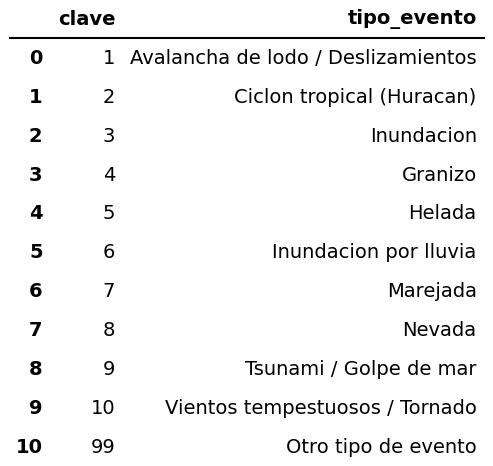 clave tipo_evento
0 1 Avalancha de lodo / Deslizamientos
1 2 Ciclon tropical (Huracan)
2 3 Inundacion
3 4 Granizo
4 5 Helada
5 6 Inundacion por lluvia
6 7 Marejada
7 8 Nevada
8 9 Tsunami / Golpe de mar
9 10 Vientos tempestuosos / Tornado
10 99 Otro tipo de evento